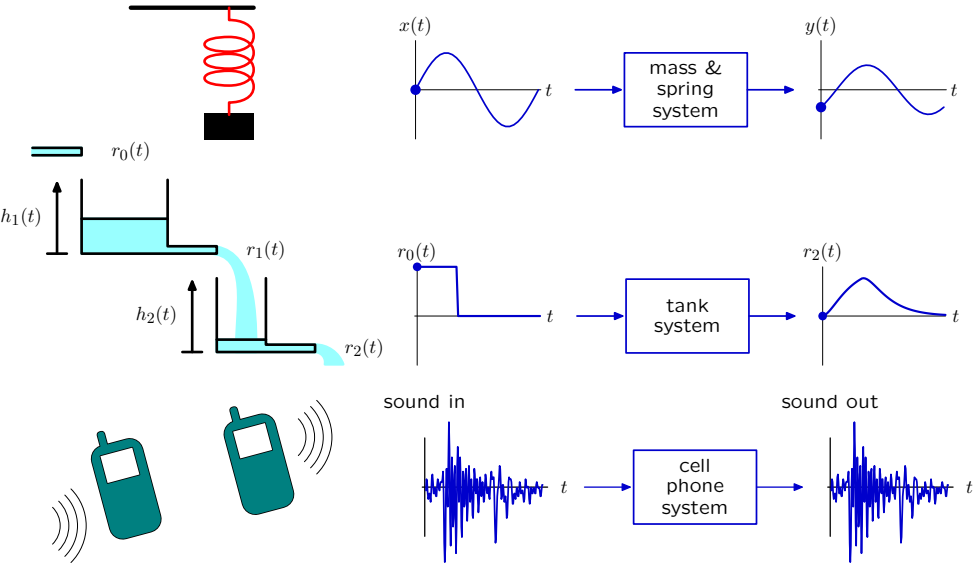 x(t)
t
mass &
spring
system
y(t)
t
r₀(t)
h₁(t)
r₁(t)
h₂(t)
r₂(t)
r₀(t)
t
tank
system
r₂(t)
t
sound in
t
cell
phone
system
sound out
t